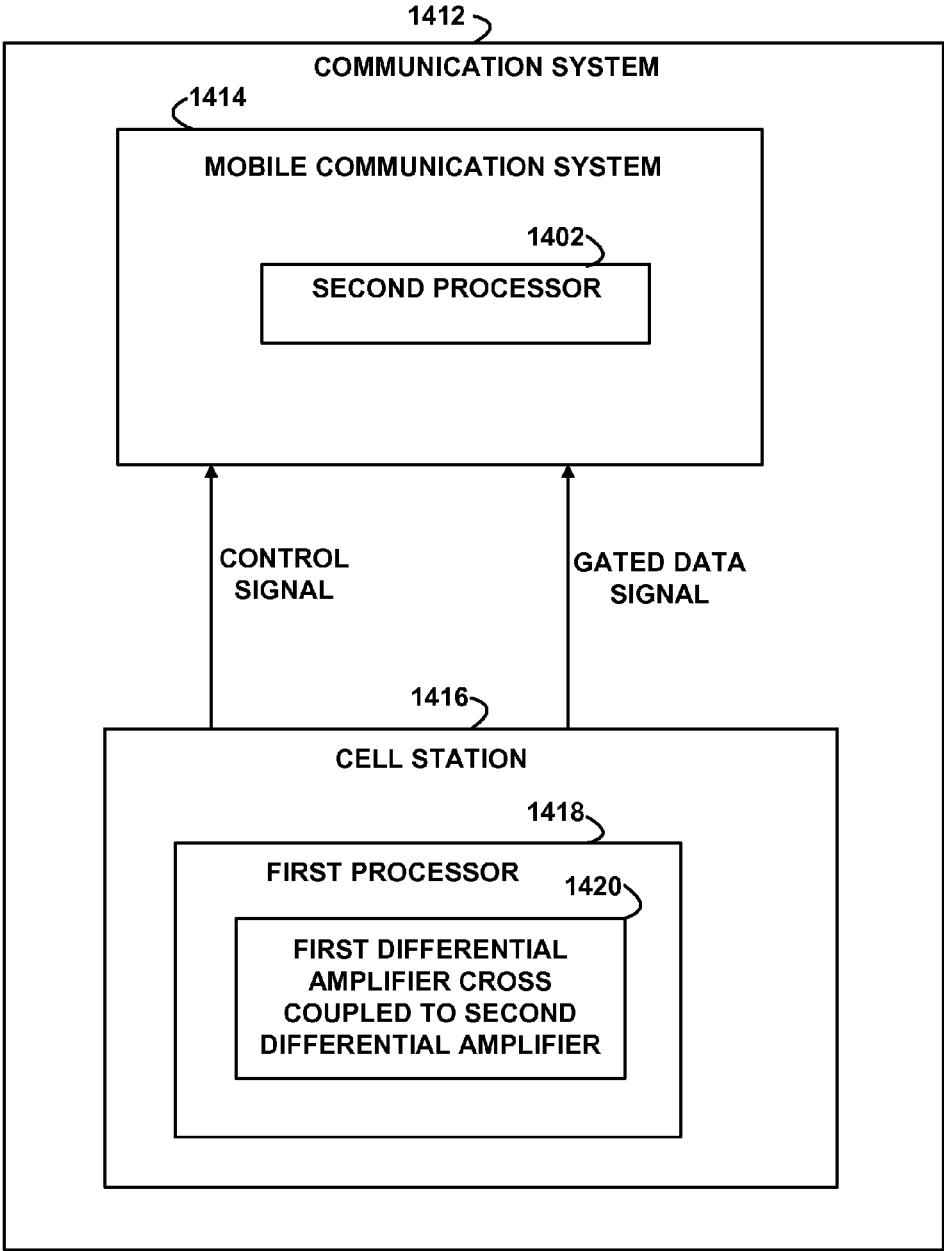 1412
COMMUNICATION SYSTEM
1414
MOBILE COMMUNICATION SYSTEM
1402
SECOND PROCESSOR
CONTROL
SIGNAL
GATED DATA
SIGNAL
1416
CELL STATION
1418
FIRST PROCESSOR
1420
FIRST DIFFERENTIAL
AMPLIFIER CROSS
COUPLED TO SECOND
DIFFERENTIAL AMPLIFIER